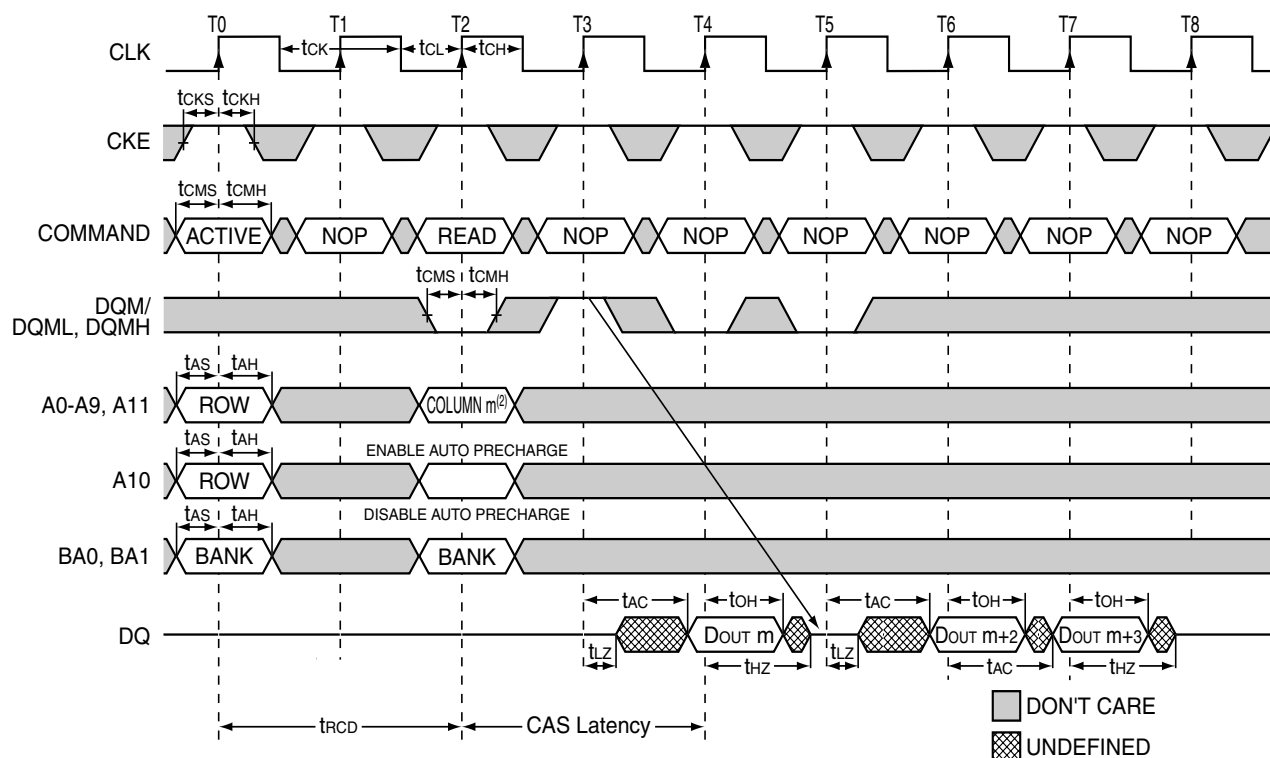 T0 T1 T2 T3 T4 T5 T6 T7 T8
CLK tCK tCL tCH
tCKS tCKH
CKE
tCMS tCMH
COMMAND ACTIVE NOP READ NOP NOP NOP NOP NOP NOP
tCMS tCMH
DQM/
DQML, DQMH
tAS tAH
A0-A9, A11 ROW COLUMN m(2)
tAS tAH ENABLE AUTO PRECHARGE
A10 ROW
tAS tAH DISABLE AUTO PRECHARGE
BA0, BA1 BANK BANK
tAC tOH tAC tOH tOH
DQ DOUT m DOUT m+2 DOUT m+3
tLZ tHZ tLZ tAC tHZ
tRCD CAS Latency
DON'T CARE
UNDEFINED